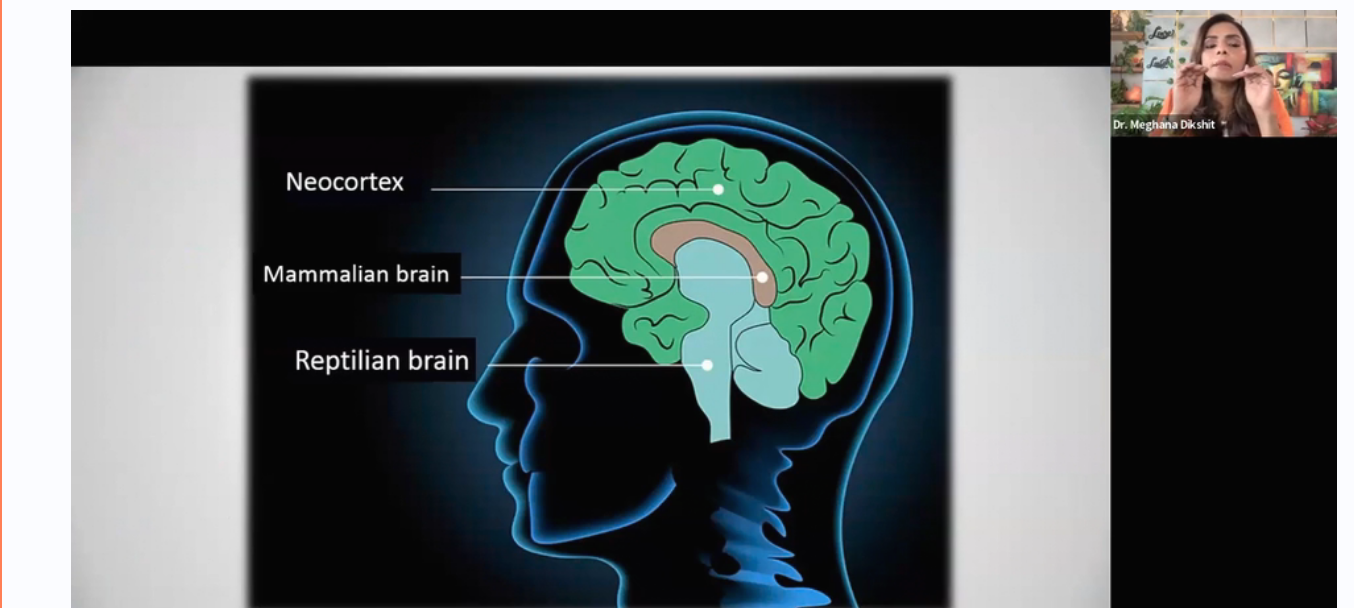 Neocortex
Mammalian brain
Reptilian brain
Dr. Meghana Dikshit